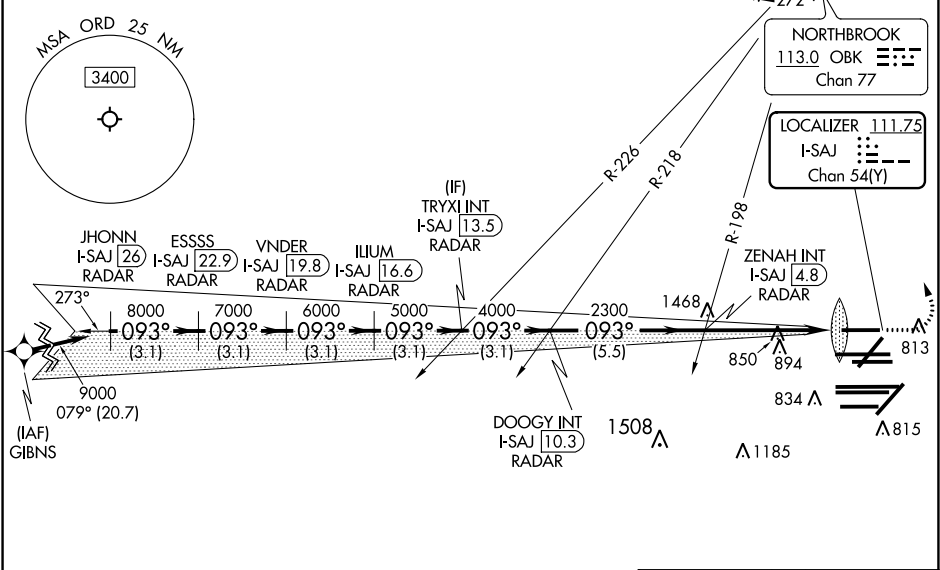 MSA ORD 25 NM
3400
272°
NORTHBROOK
113.0 OBK
Chan 77
LOCALIZER 111.75
I-SAJ
Chan 54(Y)
R-226
R-218
R-198
(IF)
TRYXI INT
I-SAJ 13.5
RADAR
JHONN
I-SAJ 26
RADAR
ESSSS
I-SAJ 22.9
RADAR
VNDER
I-SAJ 19.8
RADAR
ILIUM
I-SAJ 16.6
RADAR
ZENAH INT
I-SAJ 4.8
RADAR
273°
8000
093°
(3.1)
7000
093°
(3.1)
6000
093°
(3.1)
5000
093°
(3.1)
4000
093°
(3.1)
2300
093°
(5.5)
1468
850
894
813
834
815
9000
079° (20.7)
(IAF)
GIBNS
DOOGY INT
I-SAJ 10.3
RADAR
1508
1185